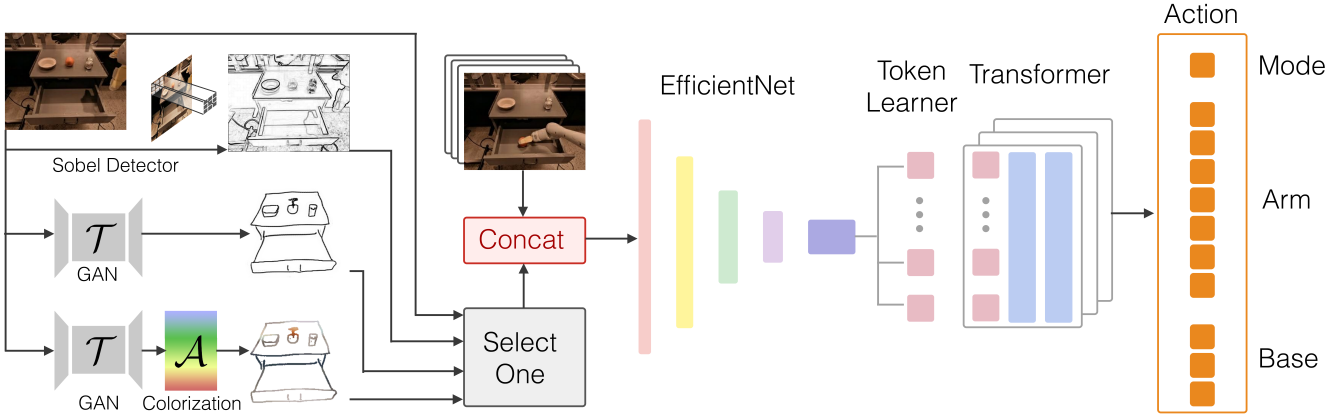 Action
Mode
Arm
Base
EfficientNet
Token
Learner
Transformer
Sobel Detector
Concat
T
GAN
Select
One
T
GAN
A
Colorization